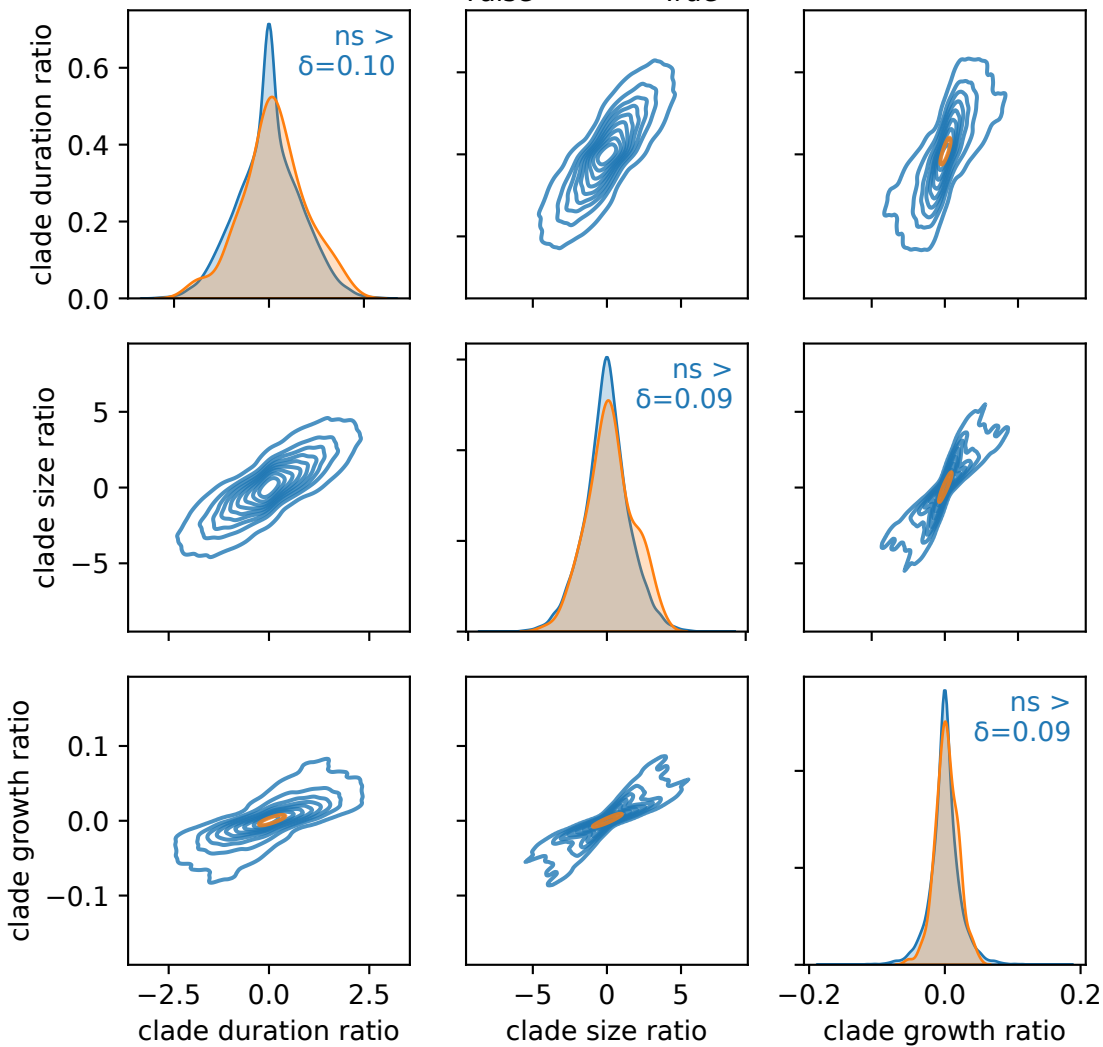 clade duration ratio
0.6
0.4
0.2
0.0
ns >
δ=0.10
clade size ratio
5
0
−5
ns >
δ=0.09
clade growth ratio
0.1
0.0
−0.1
ns >
δ=0.09
−2.5 0.0 2.5
−5 0 5
−0.2 0.0 0.2
clade duration ratio
clade size ratio
clade growth ratio